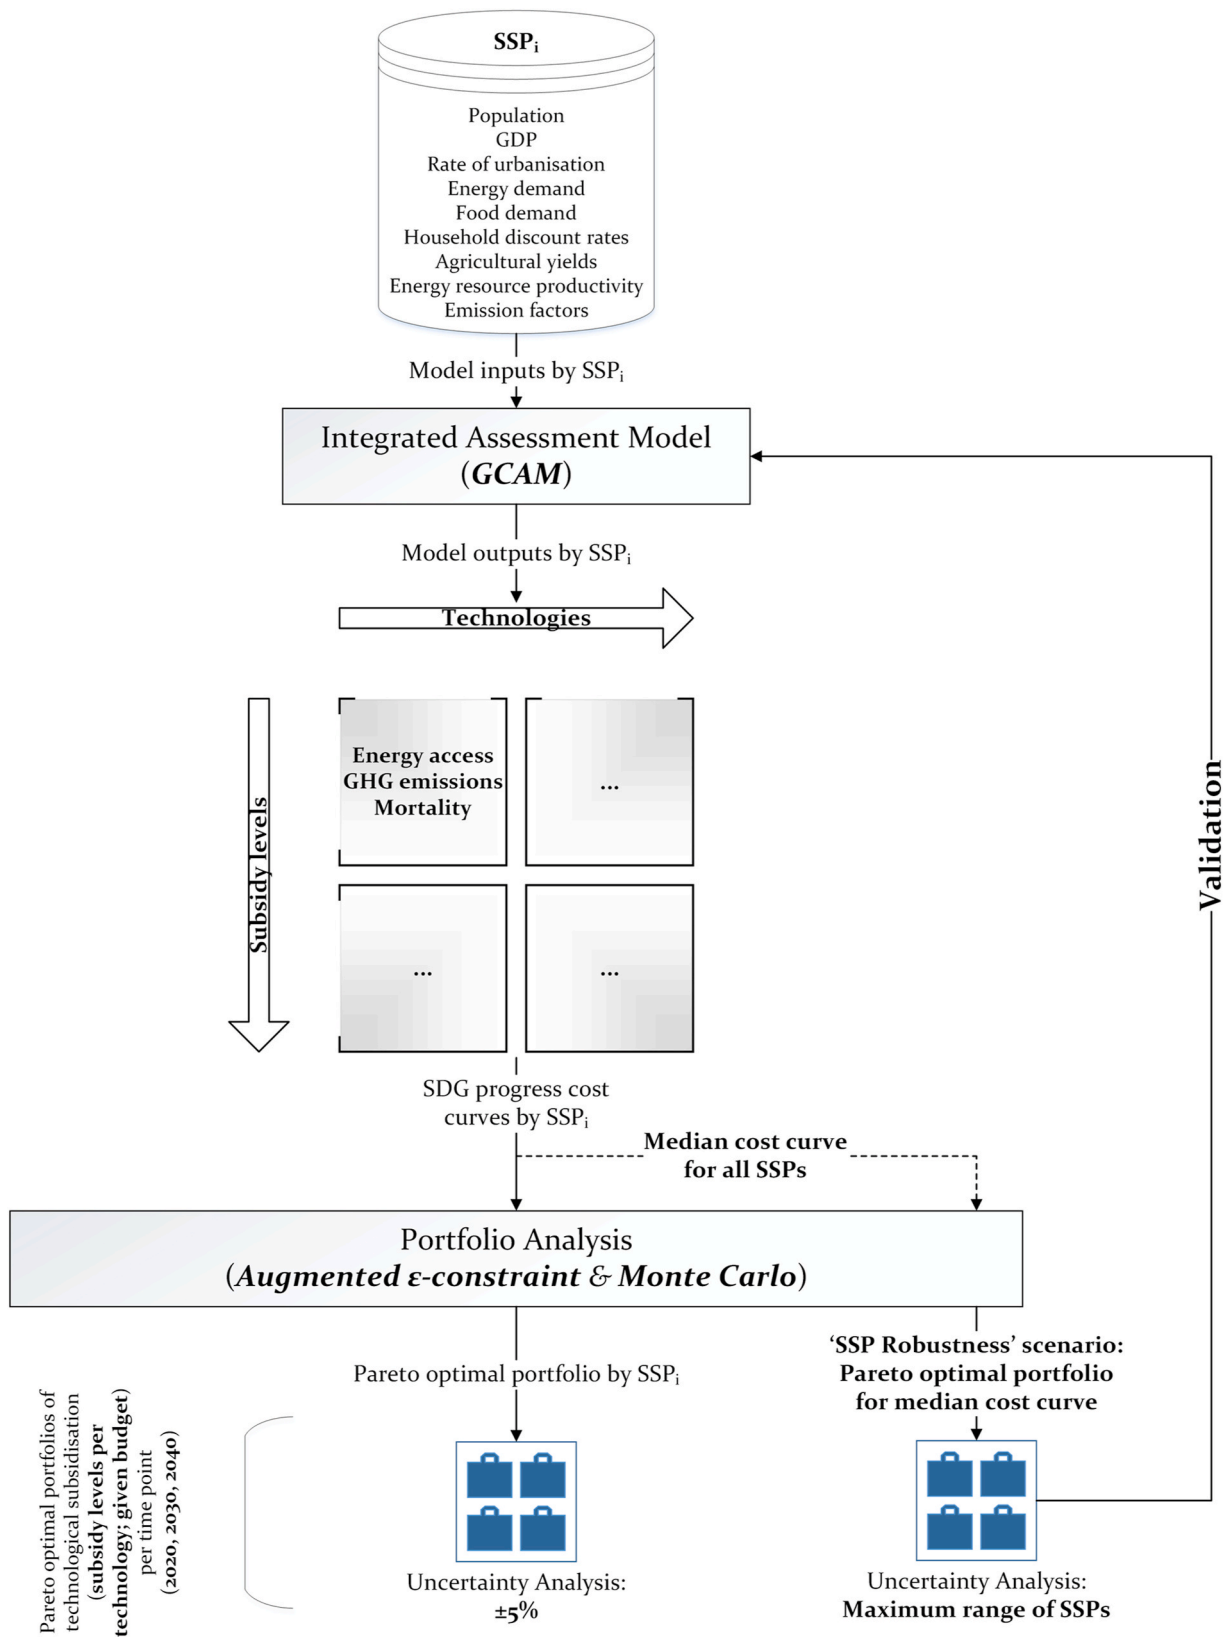 SSPi
Population
GDP
Rate of urbanisation
Energy demand
Food demand
Household discount rates
Agricultural yields
Energy resource productivity
Emission factors
Model inputs by SSPi
Integrated Assessment Model
(GCAM)
Model outputs by SSPi
Technologies
Subsidy levels
Energy access
GHG emissions
Mortality
...
...
...
Validation
SDG progress cost
curves by SSPi
Median cost curve
for all SSPs
Portfolio Analysis
(Augmented ε-constraint & Monte Carlo)
Pareto optimal portfolio by SSPi
'SSP Robustness' scenario:
Pareto optimal portfolio
for median cost curve
Pareto optimal portfolios of
technological subsidisation
(subsidy levels per
technology; given budget)
per time point
(2020, 2030, 2040)
Uncertainty Analysis:
±5%
Uncertainty Analysis:
Maximum range of SSPs